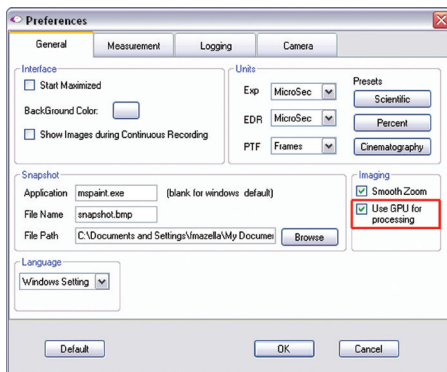 Preferences
General Measurement Logging Camera
Interface
Start Maximized
BackGround Color:
Show Images during Continuous Recording
Units
Exp MicroSec
EDR MicroSec
PTF Frames
Presets
Scientific
Percent
Cinematography
Snapshot
Application mspaint.exe (blank for windows default)
File Name snapshot.bmp
File Path C:\Documents and Settings\fmazella\My Documei Browse
Imaging
Smooth Zoom
Use GPU for
processing
Language
Windows Setting
Default OK Cancel